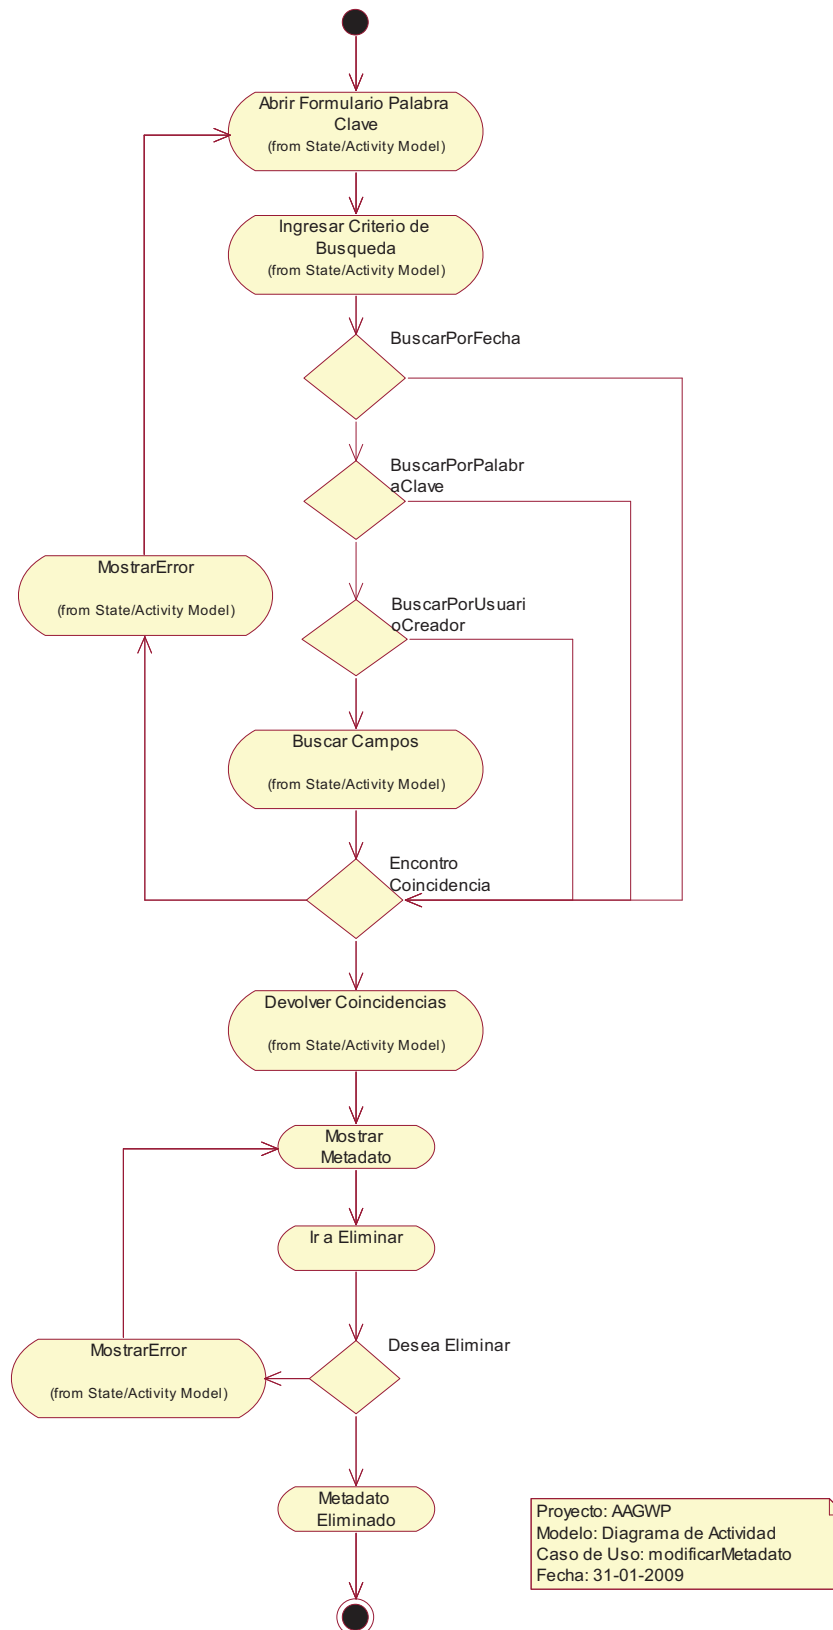 Abrir Formulario Palabra
Clave
(from State/Activity Model)
Ingresar Criterio de
Busqueda
(from State/Activity Model)
BuscarPorFecha
BuscarPorPalabr
aClave
MostrarError
(from State/Activity Model)
BuscarPorUsuari
oCreador
Buscar Campos
(from State/Activity Model)
Encontro
Coincidencia
Devolver Coincidencias
(from State/Activity Model)
Mostrar
Metadato
Ir a Eliminar
Desea Eliminar
MostrarError
(from State/Activity Model)
Metadato
Eliminado
Proyecto: AAGWP
Modelo: Diagrama de Actividad
Caso de Uso: modificarMetadato
Fecha: 31-01-2009